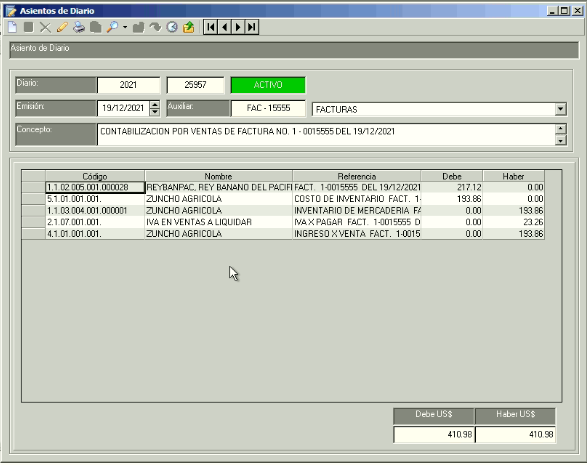 Asientos de Diario
Asiento de Diario
Diario: 2021 25957 ACTIVO
Emisión: 19/12/2021 Auxiliar: FAC - 15555 FACTURAS
Concepto: CONTABILIZACION POR VENTAS DE FACTURA NO. 1 - 0015555 DEL 19/12/2021
Código Nombre Referencia Debe Haber
1.1.02.005.001.000028 REYBANPAC, REY BANANO DEL PACIFI FACT. 1-0015555 DEL 19/12/2021 217.12 0.00
5.1.01.001.001. ZUNCHO AGRICOLA COSTO DE INVENTARIO FACT. 1- 193.86 0.00
1.1.03.004.001.000001 ZUNCHO AGRICOLA INVENTARIO DE MERCADERIA FA 0.00 193.86
2.1.07.001.001. IVA EN VENTAS A LIQUIDAR IVA X PAGAR FACT. 1-0015555 D 0.00 23.26
4.1.01.001.001. ZUNCHO AGRICOLA INGRESO X VENTA FACT. 1-0015 0.00 193.86
Debe US$ Haber US$
410.98 410.98